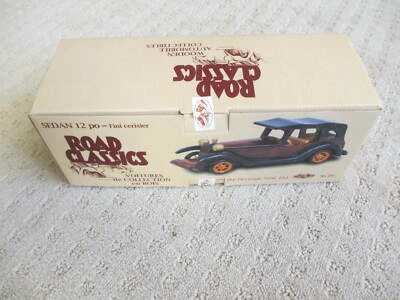 WOODEN
AUTOMOBILE
COLLECTIBLES
ROAD
CLASSICS
SEDAN 12 po - Fini cerisier
ROAD
CLASSICS
VOITURES
de COLLECTION
en BOIS